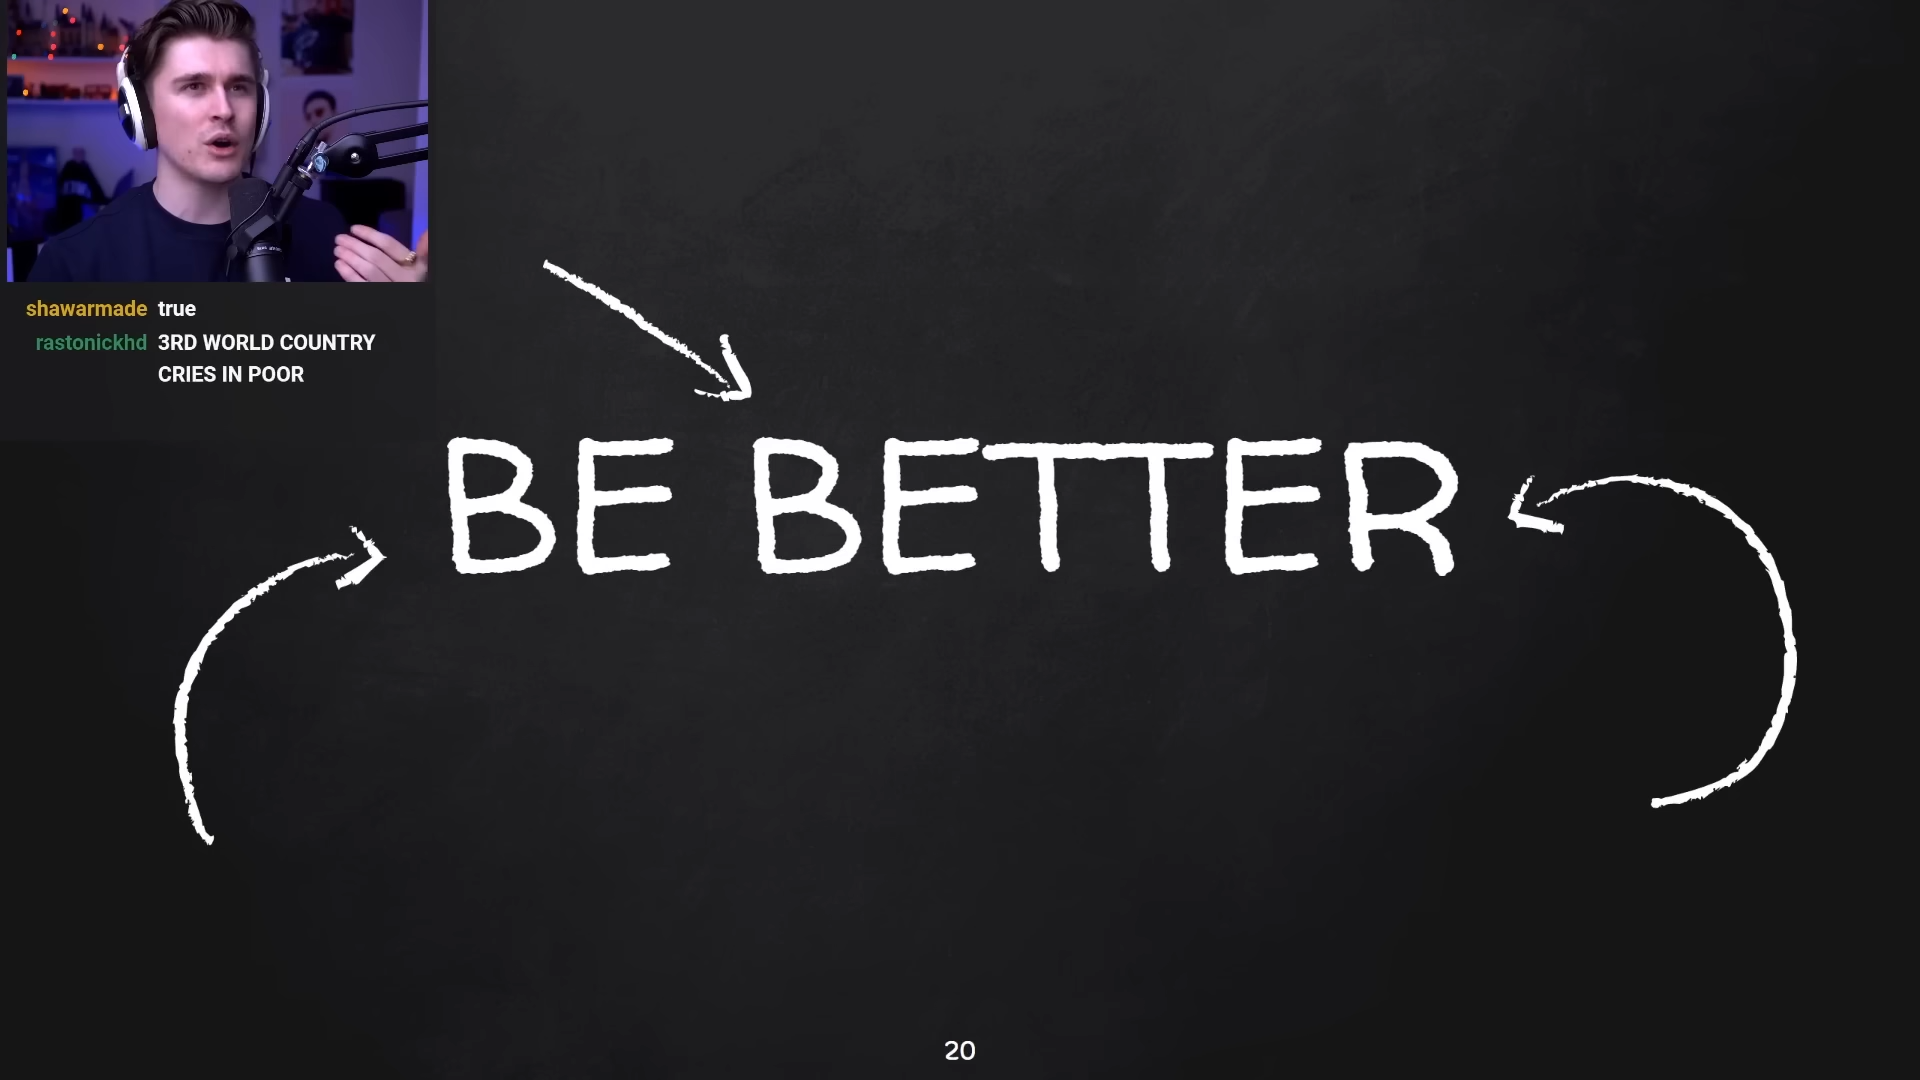 shawarmade true
rastonickhd 3RD WORLD COUNTRY
CRIES IN POOR
BE BETTER
20